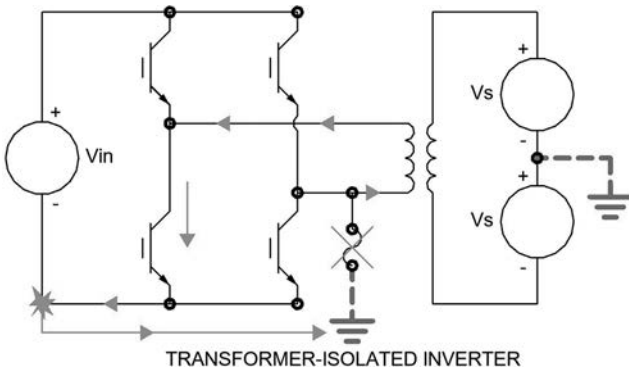 +
Vin
-
+
Vs
-
+
Vs
-
TRANSFORMER-ISOLATED INVERTER